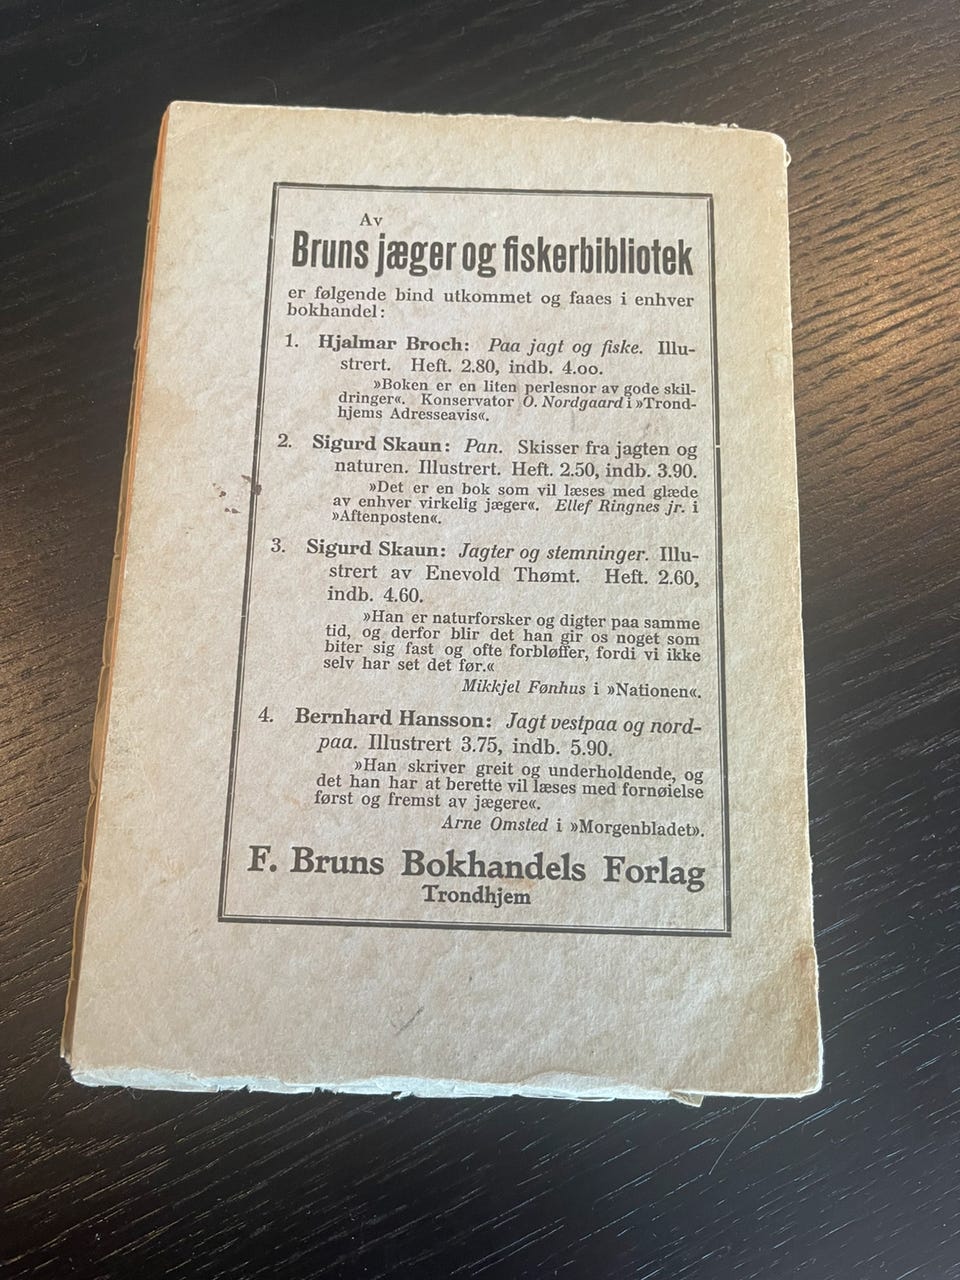 Av
Bruns jæger og fiskerbibliotek
er følgende bind utkommet og faaes i enhver
bokhandel:
1. Hjalmar Broch: Paa jagt og fiske. Illu-
strert. Heft. 2.80, indb. 4.00.
»Boken er en liten perlesnor av gode skil-
dringer«. Konservator O. Nordgaard i »Trond-
hjems Adresseavis«.
2. Sigurd Skaun: Pan. Skisser fra jagten og
naturen. Illustrert. Heft. 2.50, indb. 3.90.
»Det er en bok som vil læses med glæde
av enhver virkelig jæger«. Ellef Ringnes jr. i
»Aftenposten«.
3. Sigurd Skaun: Jagter og stemninger. Illu-
strert av Enevold Thømt. Heft. 2.60,
indb. 4.60.
»Han er naturforsker og digter paa samme
tid, og derfor blir det han gir os noget som
biter sig fast og ofte forbløffer, fordi vi ikke
selv har set det før.«
Mikkjel Fønhus i »Nationen«.
4. Bernhard Hansson: Jagt vestpaa og nord-
paa. Illustrert 3.75, indb. 5.90.
»Han skriver greit og underholdende, og
det han har at berette vil læses med fornøielse
først og fremst av jægere«.
Arne Omsted i »Morgenbladet».
F. Bruns Bokhandels Forlag
Trondhjem